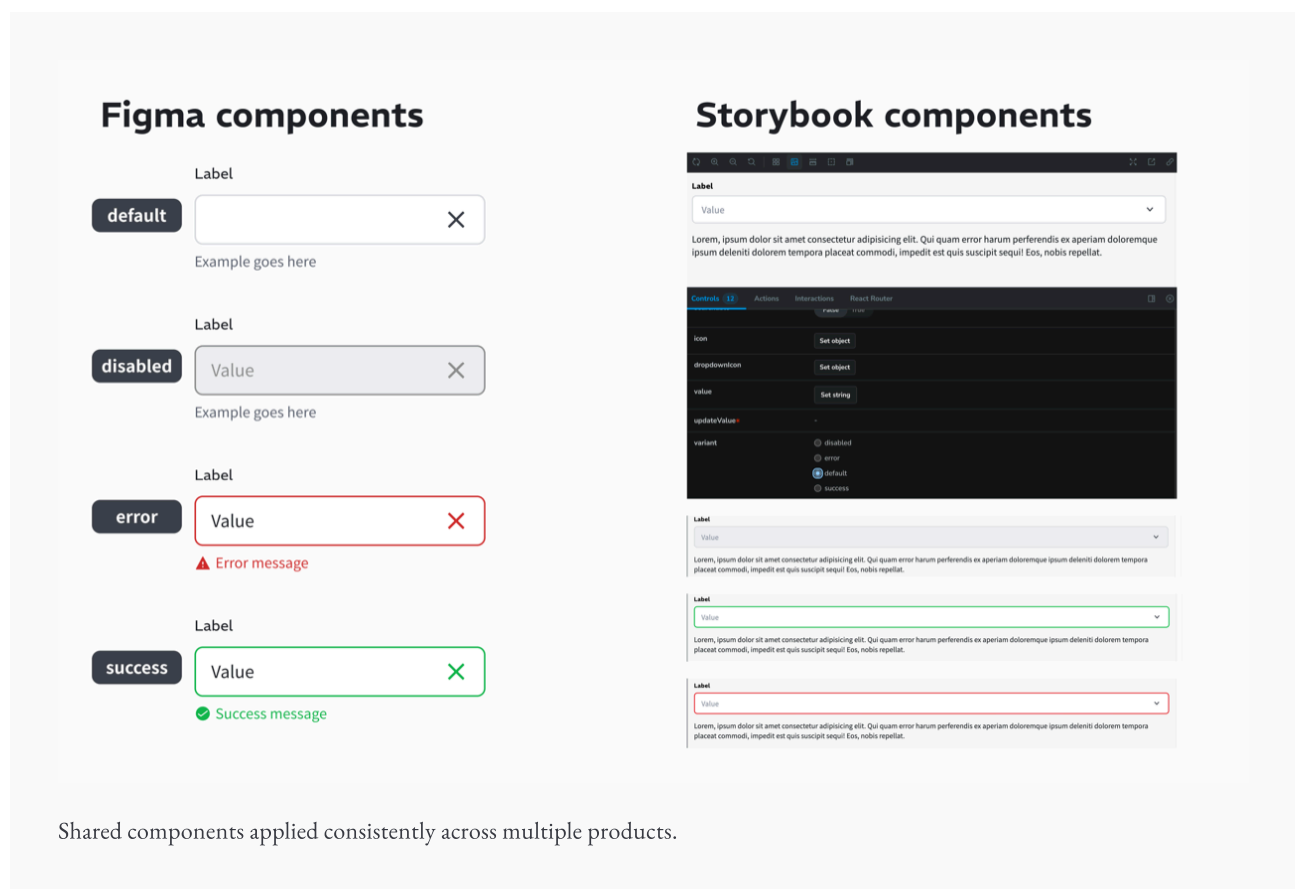 Figma components
Label
default
Example goes here
Label
disabled
Value
Example goes here
Label
error
Value
Error message
Label
success
Value
Success message
Storybook components
Label
Value
Lorem, ipsum dolor sit amet consectetur adipisicing elit. Qui quam error harum perferendis ex aperiam doloremque
ipsum deleniti dolorem tempora placeat commodi, impedit est quis suscipit sequi! Eos, nobis repellat.
Controls 12 Actions Interactions React Router
False True
icon Set object
dropdownIcon Set object
value Set string
updateValue* -
variant disabled
error
default
success
Label
Value
Lorem, ipsum dolor sit amet consectetur adipisicing elit. Qui quam error harum perferendis ex aperiam doloremque ipsum deleniti dolorem tempora
placeat commodi, impedit est quis suscipit sequi! Eos, nobis repellat.
Label
Value
Lorem, ipsum dolor sit amet consectetur adipisicing elit. Qui quam error harum perferendis ex aperiam doloremque ipsum deleniti dolorem tempora
placeat commodi, impedit est quis suscipit sequi! Eos, nobis repellat.
Label
Value
Lorem, ipsum dolor sit amet consectetur adipisicing elit. Qui quam error harum perferendis ex aperiam doloremque ipsum deleniti dolorem tempora
placeat commodi, impedit est quis suscipit sequi! Eos, nobis repellat.
Shared components applied consistently across multiple products.